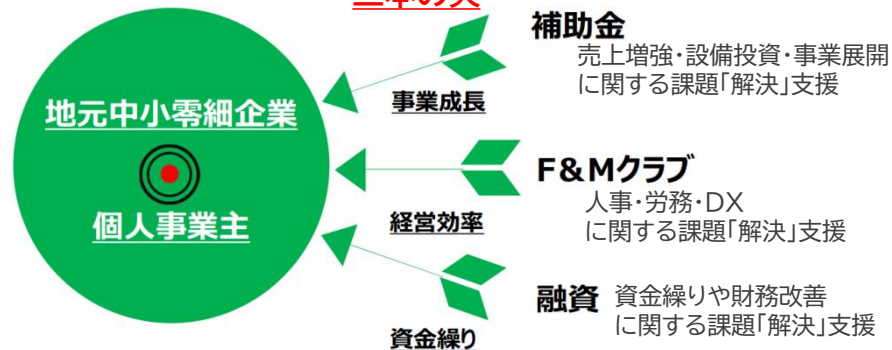 補助金
売上増強・設備投資・事業展開
に関する課題「解決」支援
事業成長
地元中小零細企業
個人事業主
F&Mクラブ
人事・労務・DX
に関する課題「解決」支援
経営効率
融資 資金繰りや財務改善
に関する課題「解決」支援
資金繰り